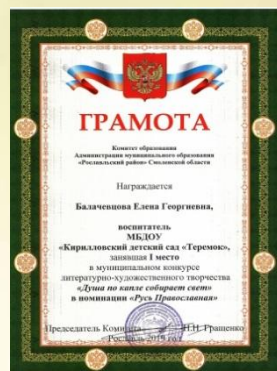 ГРАМОТА
Комитет образования
Администрации муниципального образования
«Рославльский район» Смоленской области
Награждается
Балачевцова Елена Георгиевна,
воспитатель
МБДОУ
«Кирилловский детский сад «Теремок»,
занявшая I место
в муниципальном конкурсе
литературно-художественного творчества
«Душа по капле собирает свет»
в номинации «Русь Православная»
Председатель Комитета Н.Н. Гращенко
Рославль 2019 год